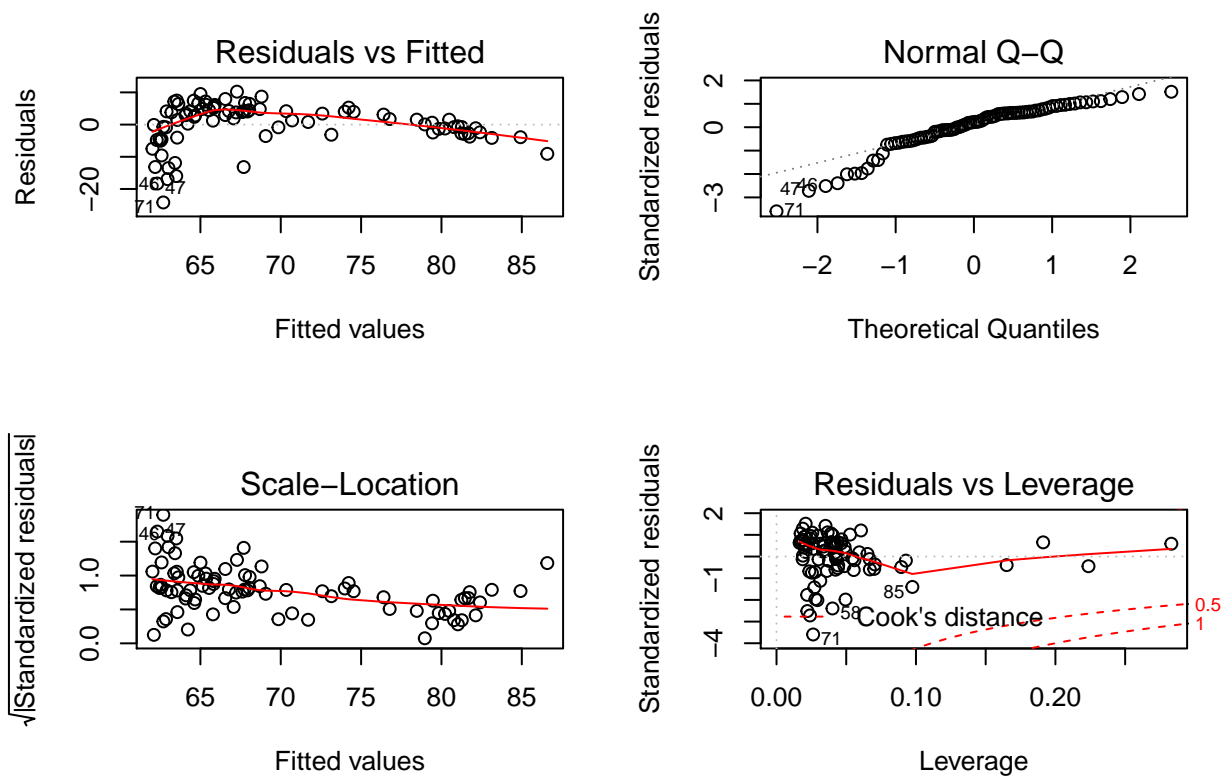 Residuals vs Fitted
Residuals
0
−20
46
47
71
65 70 75 80 85
Fitted values
Normal Q−Q
Standardized residuals
2
0
−3
47
46
71
−2 −1 0 1 2
Theoretical Quantiles
Scale−Location
√|Standardized residuals|
1.0
0.0
71
46
47
65 70 75 80 85
Fitted values
Residuals vs Leverage
Standardized residuals
2
−1
−4
85
58
71
Cook's distance
0.5
1
0.00 0.10 0.20
Leverage